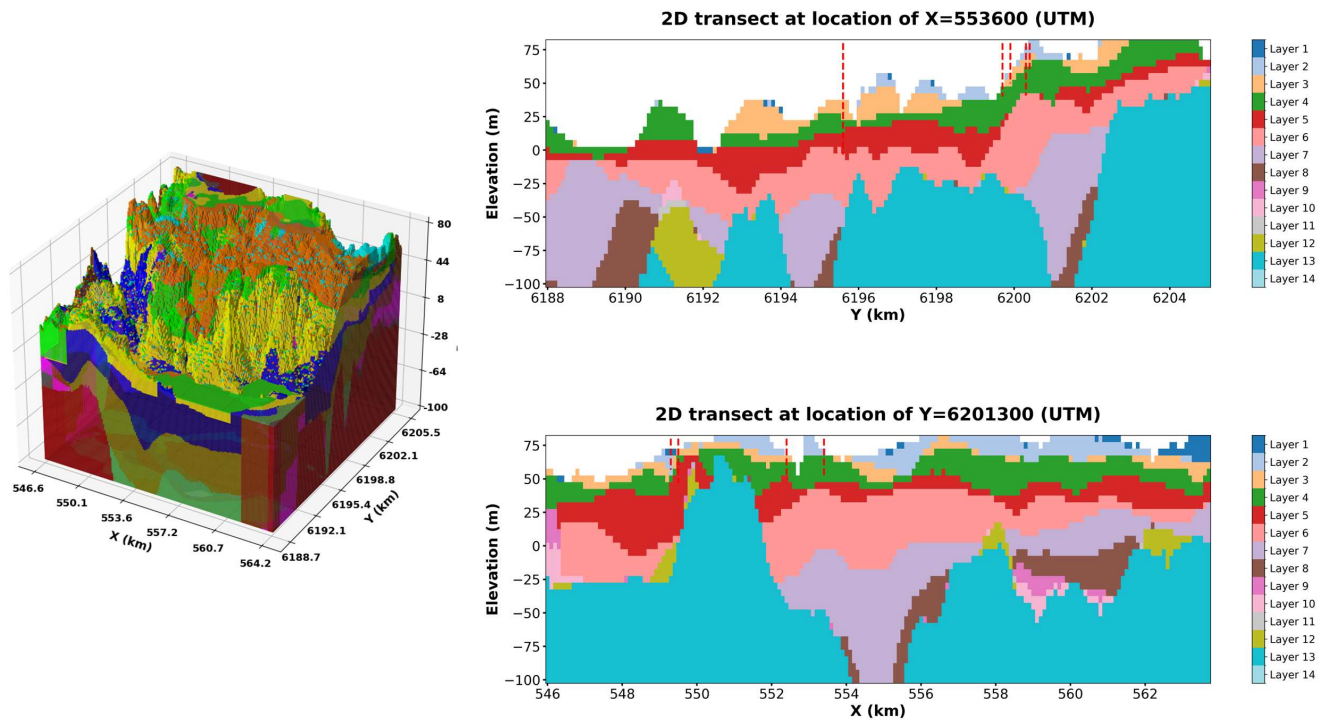 2D transect at location of X=553600 (UTM)
75
50
25
0
−25
−50
−75
−100
Elevation (m)
6188
6190
6192
6194
6196
6198
6200
6202
6204
Y (km)
Layer 1
Layer 2
Layer 3
Layer 4
Layer 5
Layer 6
Layer 7
Layer 8
Layer 9
Layer 10
Layer 11
Layer 12
Layer 13
Layer 14
80
44
8
-28
-64
-100
6205.5
6202.1
6198.8
6195.4
6192.1
6188.7
Y (km)
546.6
550.1
553.6
557.2
560.7
564.2
X (km)
2D transect at location of Y=6201300 (UTM)
75
50
25
0
−25
−50
−75
−100
Elevation (m)
546
548
550
552
554
556
558
560
562
X (km)
Layer 1
Layer 2
Layer 3
Layer 4
Layer 5
Layer 6
Layer 7
Layer 8
Layer 9
Layer 10
Layer 11
Layer 12
Layer 13
Layer 14